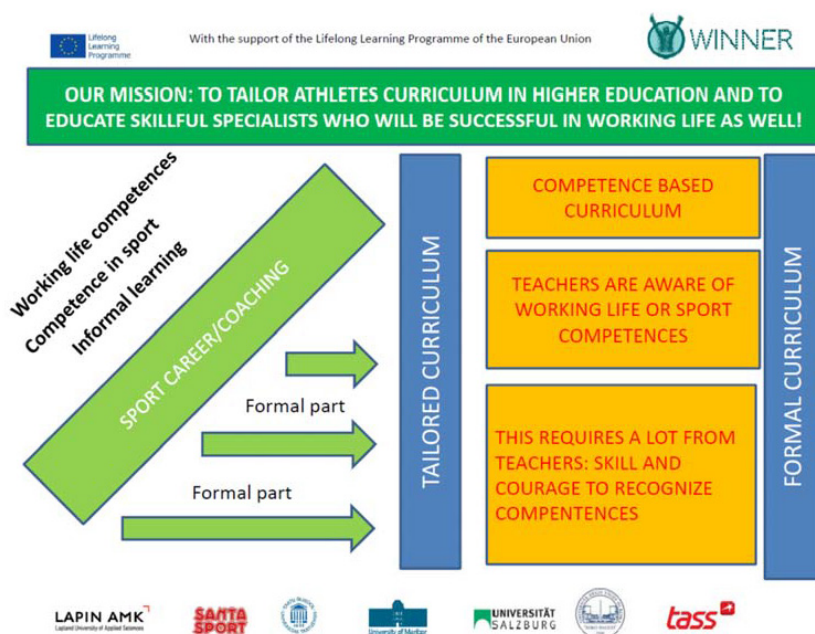 Lifelong
Learning
Programme
With the support of the Lifelong Learning Programme of the European Union
WINNER
OUR MISSION: TO TAILOR ATHLETES CURRICULUM IN HIGHER EDUCATION AND TO
EDUCATE SKILLFUL SPECIALISTS WHO WILL BE SUCCESSFUL IN WORKING LIFE AS WELL!
Working life competences
Competence in sport
Informal learning
SPORT CAREER/COACHING
Formal part
Formal part
TAILORED CURRICULUM
COMPETENCE BASED
CURRICULUM
TEACHERS ARE AWARE OF
WORKING LIFE OR SPORT
COMPETENCES
THIS REQUIRES A LOT FROM
TEACHERS: SKILL AND
COURAGE TO RECOGNIZE
COMPENTENCES
FORMAL CURRICULUM
LAPIN AMK
Lapland University of Applied Sciences
SANTA
SPORT
University of Maribor
UNIVERSITÄT
SALZBURG
tass